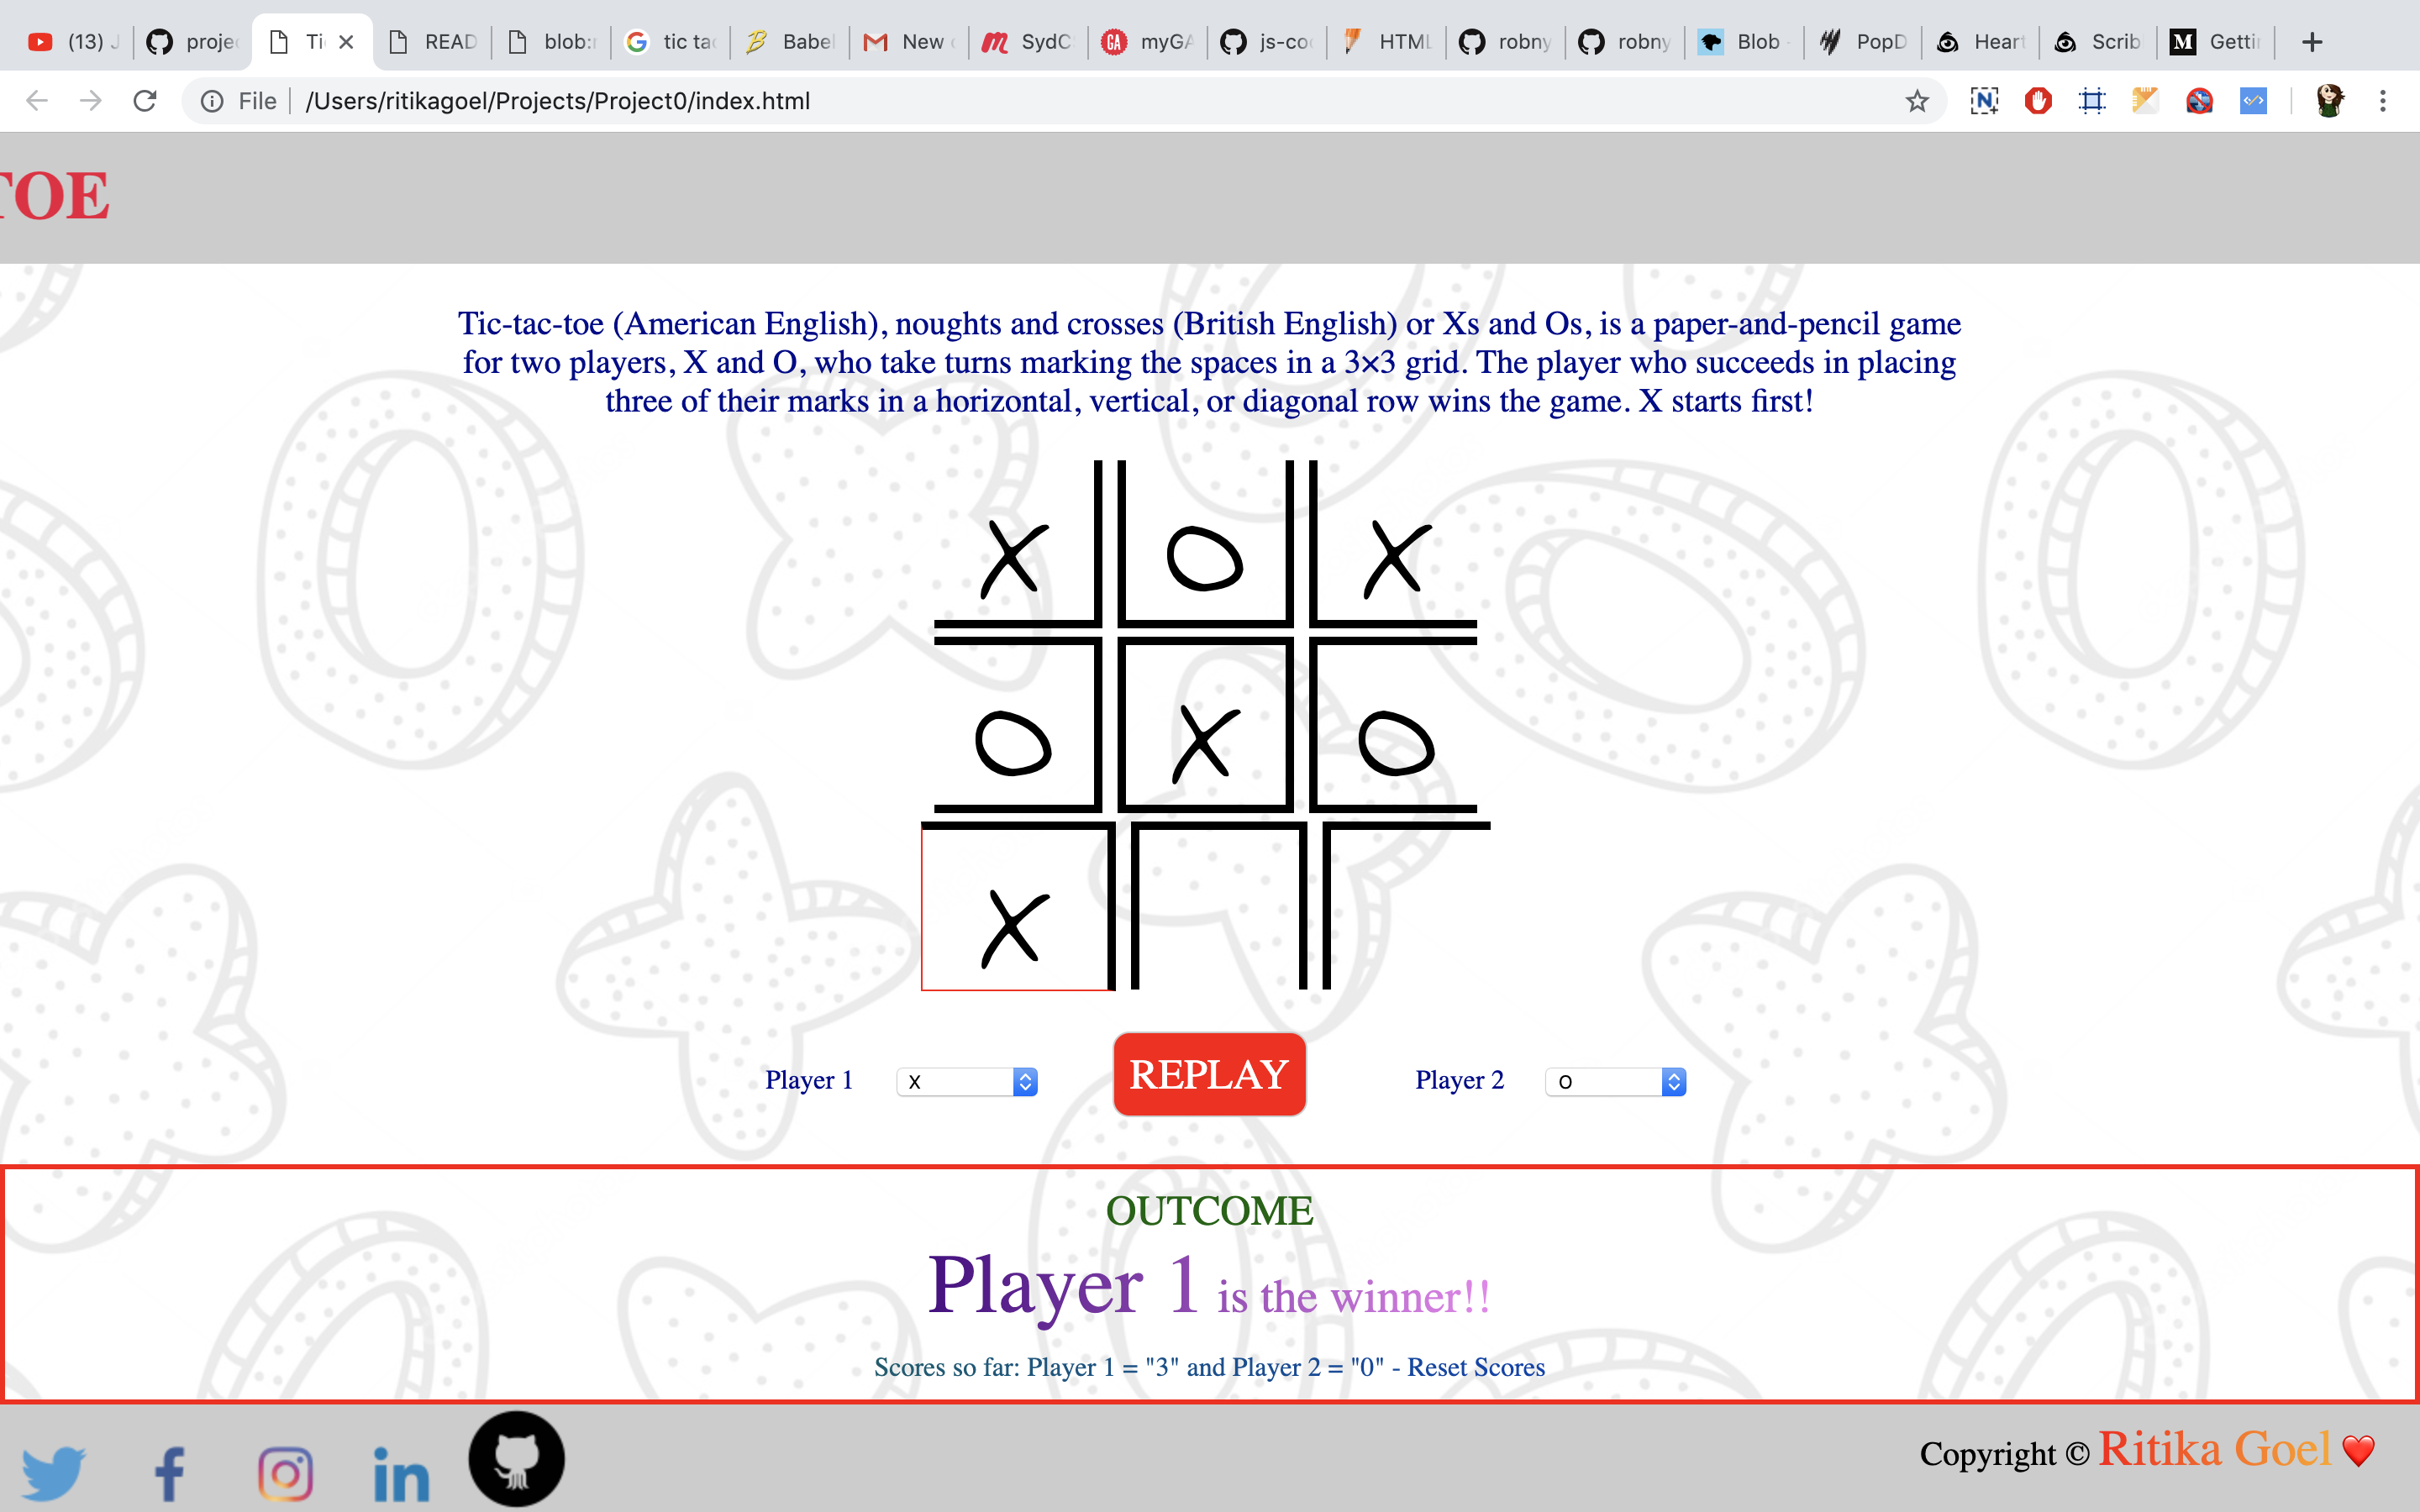 (13) J
projec
Ti
READ
blob:
tic tac
Babel
New
SydC
GA
myGA
js-co
HTML
robny
robny
Blob
PopD
Heart
Scrib
M
Getti
File /Users/ritikagoel/Projects/Project0/index.html
TOE
Tic-tac-toe (American English), noughts and crosses (British English) or Xs and Os, is a paper-and-pencil game
for two players, X and O, who take turns marking the spaces in a 3×3 grid. The player who succeeds in placing
three of their marks in a horizontal, vertical, or diagonal row wins the game. X starts first!
X O X
O X O
X
Player 1 X REPLAY Player 2 O
OUTCOME
Player 1 is the winner!!
Scores so far: Player 1 = "3" and Player 2 = "0" - Reset Scores
Copyright © Ritika Goel ❤️